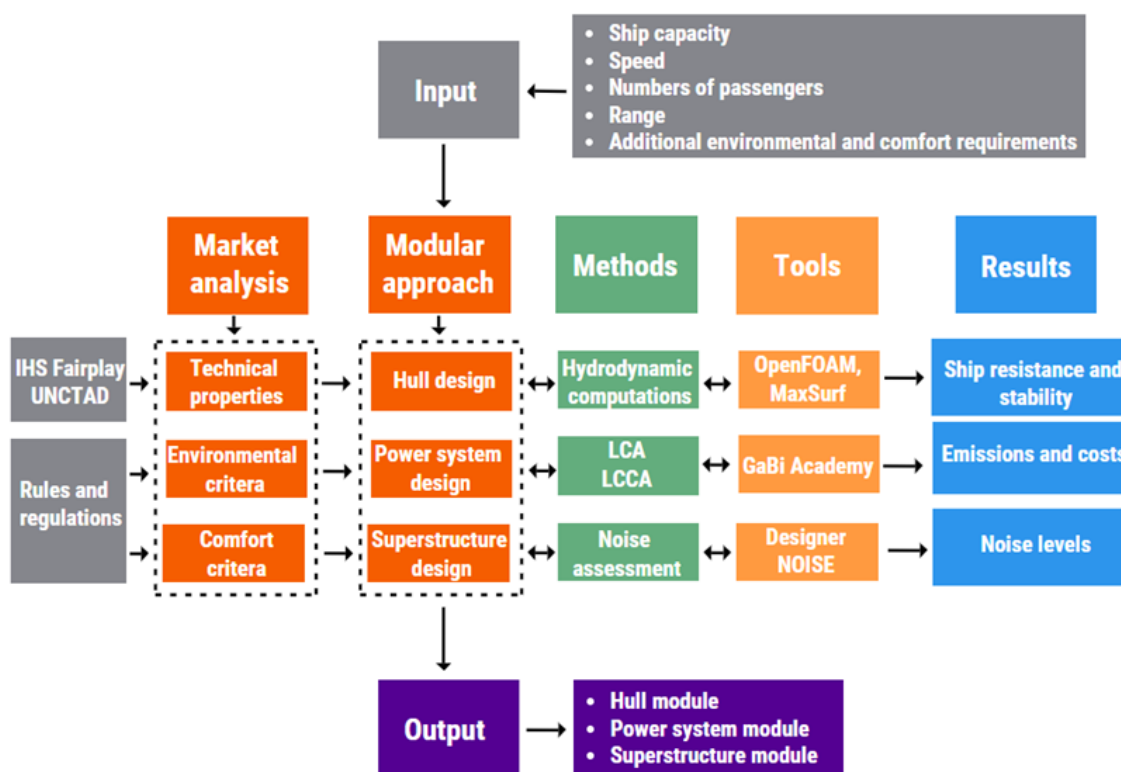 Input
• Ship capacity
• Speed
• Numbers of passengers
• Range
• Additional environmental and comfort requirements
Market
analysis
Modular
approach
Methods
Tools
Results
IHS Fairplay
UNCTAD
Technical
properties
Hull design
Hydrodynamic
computations
OpenFOAM,
MaxSurf
Ship resistance and
stability
Rules and
regulations
Environmental
critera
Power system
design
LCA
LCCA
GaBi Academy
Emissions and costs
Comfort
critera
Superstructure
design
Noise
assessment
Designer
NOISE
Noise levels
Output
• Hull module
• Power system module
• Superstructure module